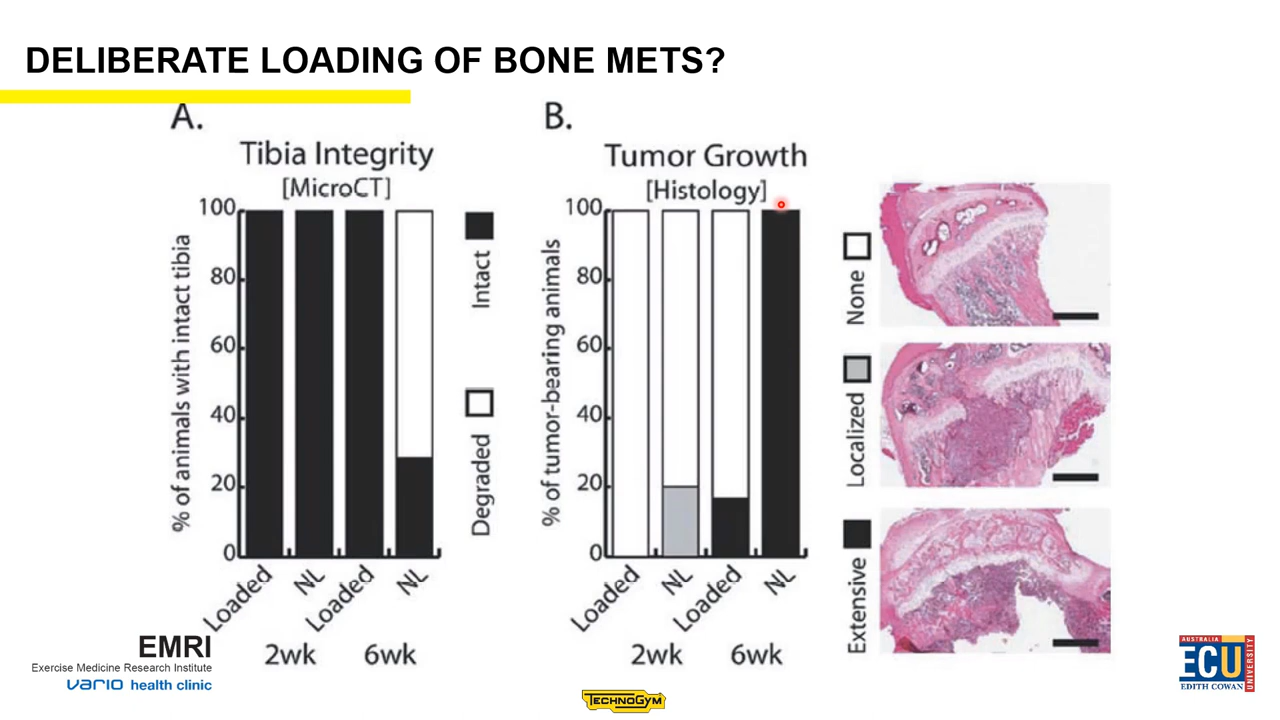 DELIBERATE LOADING OF BONE METS?
A.
Tibia Integrity
[MicroCT]
% of animals with intact tibia
100
80
60
40
20
0
Loaded
NL
Loaded
NL
2wk
6wk
Intact
Degraded
B.
Tumor Growth
[Histology]
% of tumor-bearing animals
100
80
60
40
20
0
Loaded
NL
Loaded
NL
2wk
6wk
None
Localized
Extensive
EMRI
Exercise Medicine Research Institute
vario health clinic
TECHNOGYM
AUSTRALIA
ECU
EDITH COWAN
UNIVERSITY